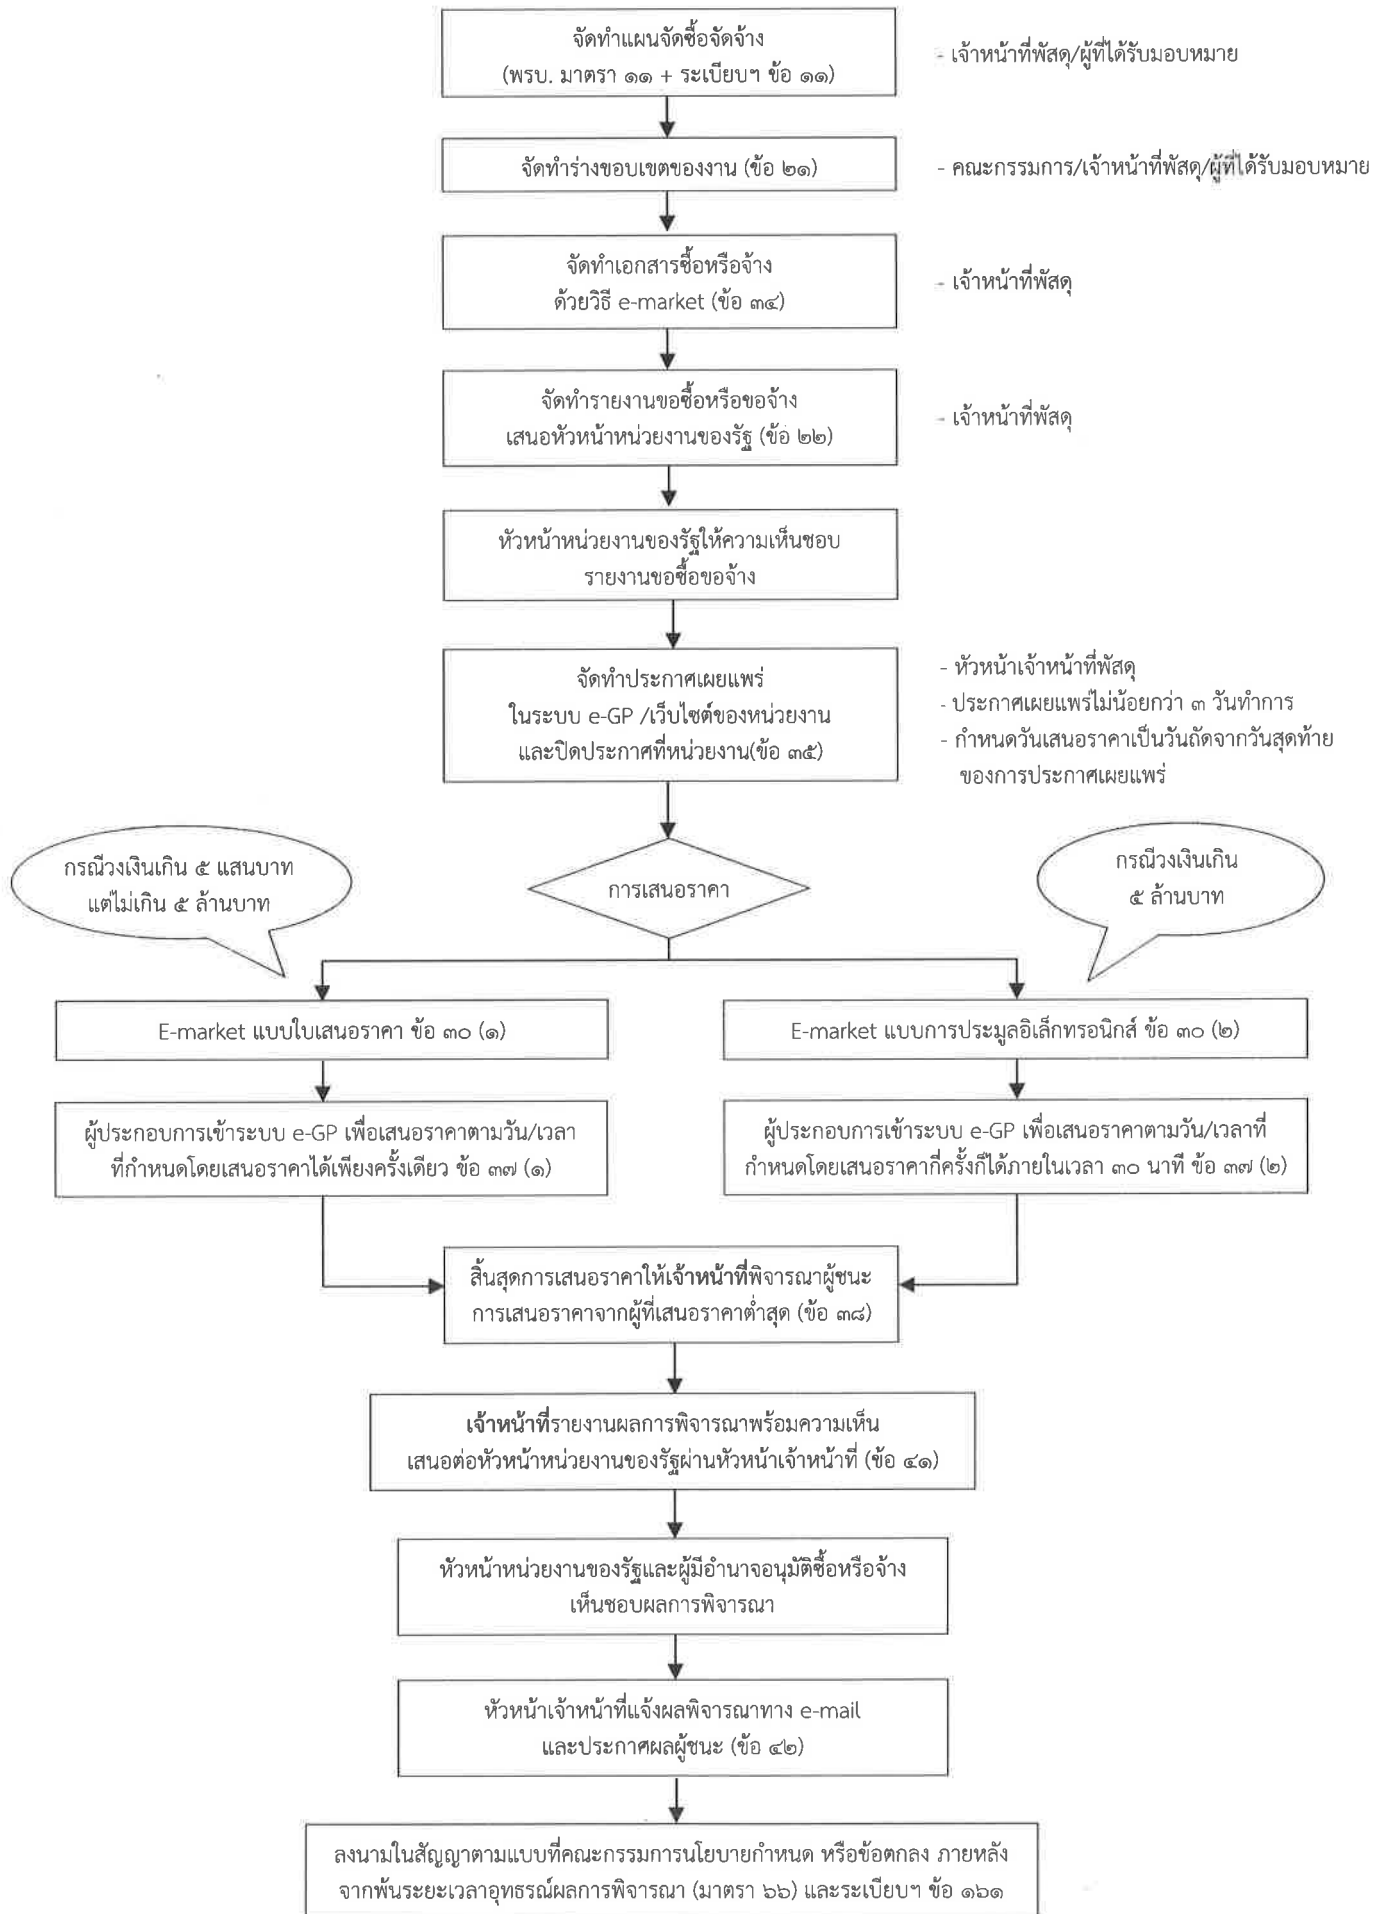 จัดทำแผนจัดซื้อจัดจ้าง
(พรบ. มาตรา ๑๑ + ระเบียบฯ ข้อ ๑๑)
- เจ้าหน้าที่พัสดุ/ผู้ที่ได้รับมอบหมาย
จัดทำร่างขอบเขตของงาน (ข้อ ๒๑)
- คณะกรรมการ/เจ้าหน้าที่พัสดุ/ผู้ที่ได้รับมอบหมาย
จัดทำเอกสารซื้อหรือจ้าง
ด้วยวิธี e-market (ข้อ ๓๔)
- เจ้าหน้าที่พัสดุ
จัดทำรายงานขอซื้อหรือขอจ้าง
เสนอหัวหน้าหน่วยงานของรัฐ (ข้อ ๒๒)
- เจ้าหน้าที่พัสดุ
หัวหน้าหน่วยงานของรัฐให้ความเห็นชอบ
รายงานขอซื้อขอจ้าง
จัดทำประกาศเผยแพร่
ในระบบ e-GP /เว็บไซต์ของหน่วยงาน
และปิดประกาศที่หน่วยงาน(ข้อ ๓๕)
- หัวหน้าเจ้าหน้าที่พัสดุ
- ประกาศเผยแพร่ไม่น้อยกว่า ๓ วันทำการ
- กำหนดวันเสนอราคาเป็นวันถัดจากวันสุดท้าย
ของการประกาศเผยแพร่
กรณีวงเงินเกิน ๕ แสนบาท
แต่ไม่เกิน ๕ ล้านบาท
การเสนอราคา
กรณีวงเงินเกิน
๕ ล้านบาท
E-market แบบใบเสนอราคา ข้อ ๓๐ (๑)
E-market แบบการประมูลอิเล็กทรอนิกส์ ข้อ ๓๐ (๒)
ผู้ประกอบการเข้าระบบ e-GP เพื่อเสนอราคาตามวัน/เวลา
ที่กำหนดโดยเสนอราคาได้เพียงครั้งเดียว ข้อ ๓๗ (๑)
ผู้ประกอบการเข้าระบบ e-GP เพื่อเสนอราคาตามวัน/เวลาที่
กำหนดโดยเสนอราคากี่ครั้งก็ได้ภายในเวลา ๓๐ นาที ข้อ ๓๗ (๒)
สิ้นสุดการเสนอราคาให้เจ้าหน้าที่พิจารณาผู้ชนะ
การเสนอราคาจากผู้ที่เสนอราคาต่ำสุด (ข้อ ๓๘)
เจ้าหน้าที่รายงานผลการพิจารณาพร้อมความเห็น
เสนอต่อหัวหน้าหน่วยงานของรัฐผ่านหัวหน้าเจ้าหน้าที่ (ข้อ ๔๑)
หัวหน้าหน่วยงานของรัฐและผู้มีอำนาจอนุมัติซื้อหรือจ้าง
เห็นชอบผลการพิจารณา
หัวหน้าเจ้าหน้าที่แจ้งผลพิจารณาทาง e-mail
และประกาศผลผู้ชนะ (ข้อ ๔๒)
ลงนามในสัญญาตามแบบที่คณะกรรมการนโยบายกำหนด หรือข้อตกลง ภายหลัง
จากพ้นระยะเวลาอุทธรณ์ผลการพิจารณา (มาตรา ๖๖) และระเบียบฯ ข้อ ๑๖๑